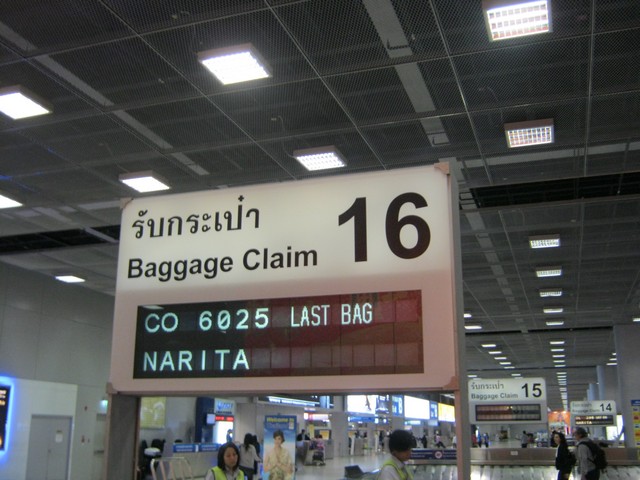 รับกระเป๋า
Baggage Claim
16
CO 6025 LAST BAG
NARITA
รับกระเป๋า
Baggage Claim
15
14